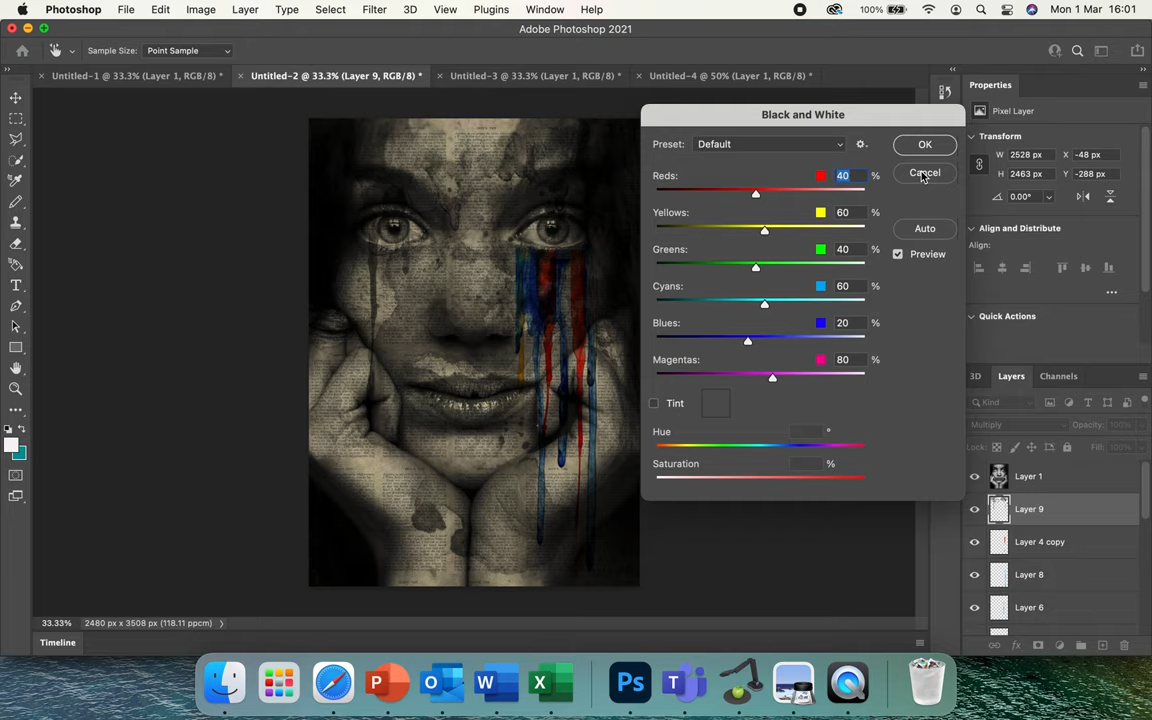 Photoshop File Edit Image Layer Type Select Filter 3D View Plugins Window Help 100% Mon 1 Mar 16:01
Adobe Photoshop 2021
Sample Size: Point Sample
Untitled-1 @ 33.3% (Layer 1, RGB/8) * Untitled-2 @ 33.3% (Layer 9, RGB/8) * Untitled-3 @ 33.3% (Layer 1, RGB/8) * Untitled-4 @ 50% (Layer 1, RGB/8) *
Properties
Pixel Layer
Transform
W 2528 px X -48 px
H 2463 px Y -288 px
0.00°
Align and Distribute
Align:
Quick Actions
Black and White
Preset: Default OK
Reds: 40 % Cancel
Yellows: 60 %
Auto
Greens: 40 % Preview
Cyans: 60 %
Blues: 20 %
Magentas: 80 %
Tint
Hue °
Saturation %
3D Layers Channels
Kind
Multiply Opacity: 100%
Lock: Fill: 100%
Layer 1
Layer 9
Layer 4 copy
Layer 8
Layer 6
33.33% 2480 px x 3508 px (118.11 ppcm)
Timeline
P O W X Ps T